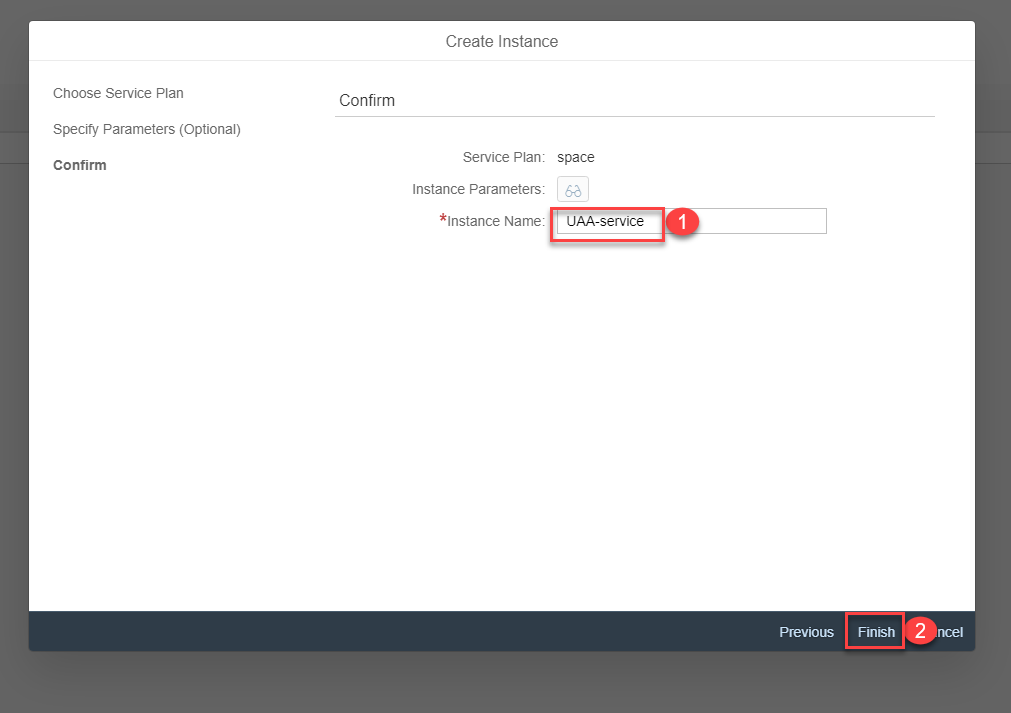 Create Instance
Choose Service Plan
Specify Parameters (Optional)
Confirm
Confirm
Service Plan: space
Instance Parameters:
*Instance Name: UAA-service 1
Previous Finish 2 ncel